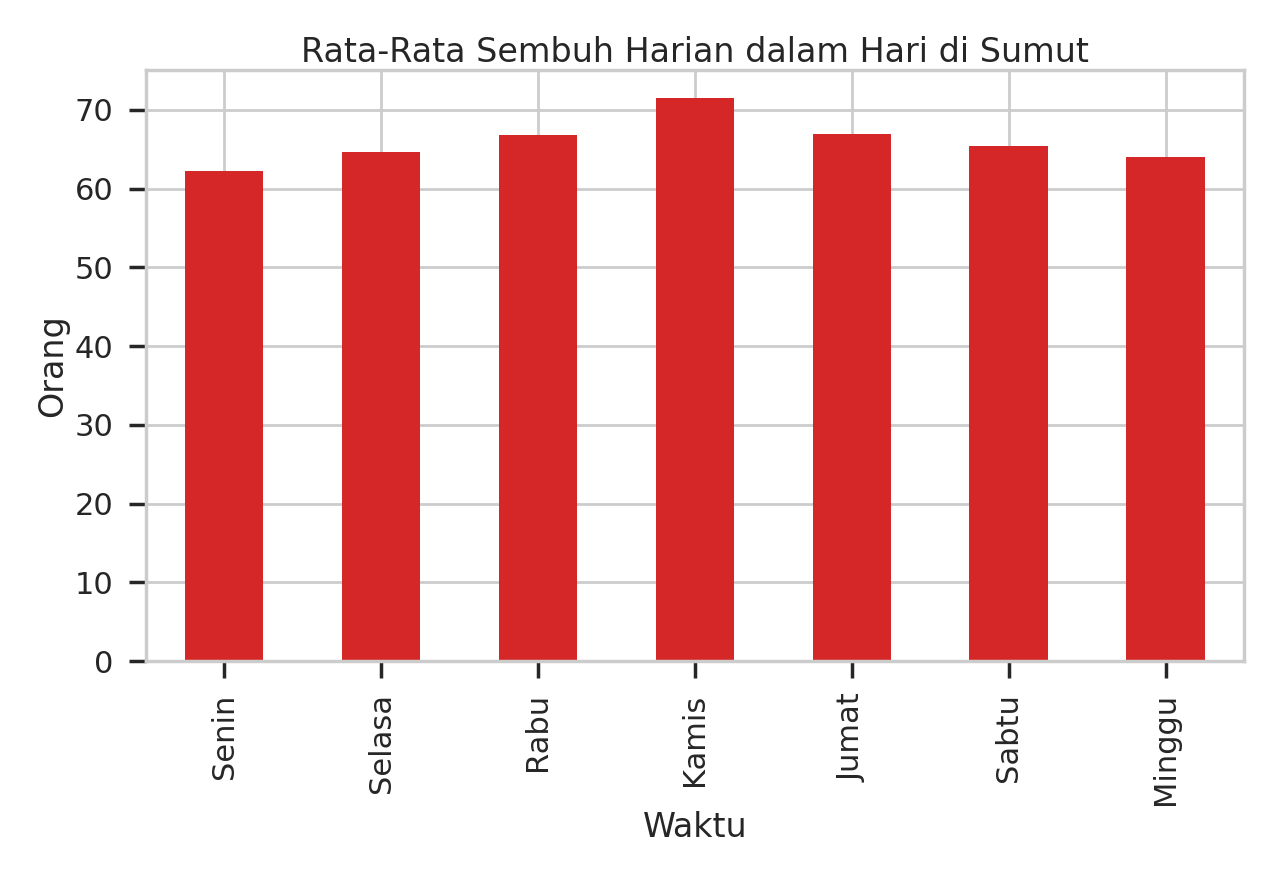 Rata-Rata Sembuh Harian dalam Hari di Sumut
Orang
70
60
50
40
30
20
10
0
Senin
Selasa
Rabu
Kamis
Jumat
Sabtu
Minggu
Waktu